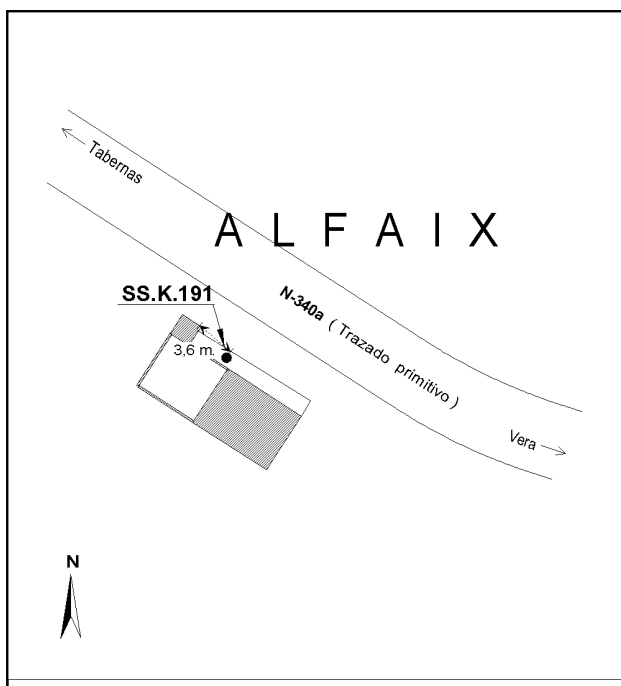 ← Tabernas
ALFAIX
SS.K.191
N-340a ( Trazado primitivo )
3,6 m.
Vera →
N